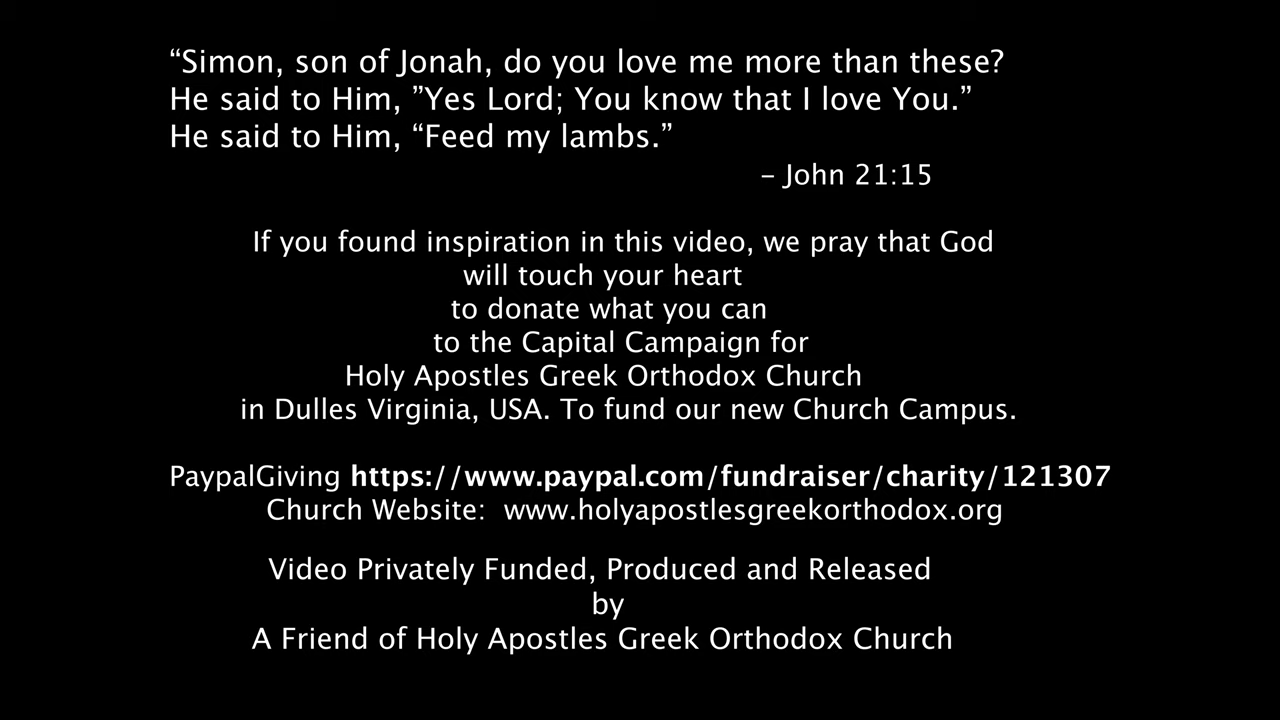 “Simon, son of Jonah, do you love me more than these?
He said to Him, ”Yes Lord; You know that I love You.”
He said to Him, “Feed my lambs.”
– John 21:15
If you found inspiration in this video, we pray that God
will touch your heart
to donate what you can
to the Capital Campaign for
Holy Apostles Greek Orthodox Church
in Dulles Virginia, USA. To fund our new Church Campus.
PaypalGiving https://www.paypal.com/fundraiser/charity/121307
Church Website:  www.holyapostlesgreekorthodox.org
Video Privately Funded, Produced and Released
by
A Friend of Holy Apostles Greek Orthodox Church